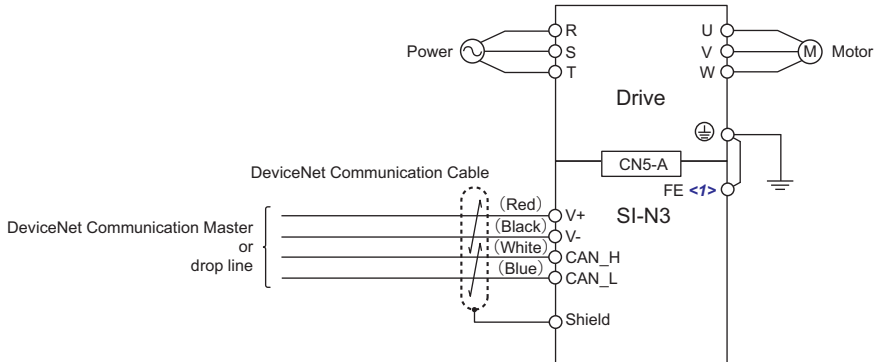 R
U
Power
S
V
M
Motor
T
W
Drive
CN5-A
DeviceNet Communication Cable
FE <1>
(Red)
V+
SI-N3
DeviceNet Communication Master
(Black)
V-
or
(White)
CAN_H
drop line
(Blue)
CAN_L
Shield